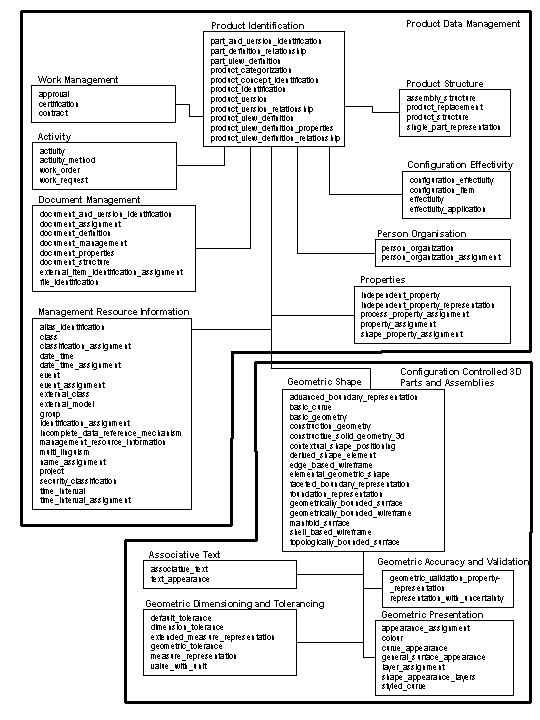 Product Identification
Product Data Management
part_and_version_identification
part_definition_relationship
part_view_definition
product_categorization
product_concept_identification
product_identification
product_version
product_version_relationship
product_view_definition
product_view_definition_properties
product_view_definition_relationship
Work Management
approval
certification
contract
Product Structure
assembly_structure
product_replacement
product_structure
single_part_representation
Activity
activity
activity_method
work_order
work_request
Configuration Effectivity
configuration_effectivity
configuration_item
effectivity
effectivity_application
Document Management
document_and_version_identification
document_assignment
document_definition
document_management
document_properties
document_structure
external_item_identification_assignment
file_identification
Person Organisation
person_organization
person_organization_assignment
Properties
independent_property
independent_property_representation
process_property_assignment
property_assignment
shape_property_assignment
Management Resource Information
alias_identification
class
classification_assignment
date_time
date_time_assignment
event
event_assignment
external_class
external_model
group
identification_assignment
incomplete_data_reference_mechanism
management_resource_information
multi_linguism
name_assignment
project
security_classification
time_interval
time_interval_assignment
Configuration Controlled 3D
Parts and Assemblies
Geometric Shape
advanced_boundary_representation
basic_curve
basic_geometry
construction_geometry
constructive_solid_geometry_3d
contextual_shape_positioning
derived_shape_element
edge_based_wireframe
elemental_geometric_shape
faceted_boundary_representation
foundation_representation
geometrically_bounded_surface
geometrically_bounded_wireframe
manifold_surface
shell_based_wireframe
topologically_bounded_surface
Associative Text
associative_text
text_appearance
Geometric Accuracy and Validation
geometric_validation_property-
_representation
representation_with_uncertainty
Geometric Dimensioning and Tolerancing
default_tolerance
dimension_tolerance
extended_measure_representation
geometric_tolerance
measure_representation
value_with_unit
Geometric Presentation
appearance_assignment
colour
curve_appearance
general_surface_appearance
layer_assignment
shape_appearance_layers
styled_curve